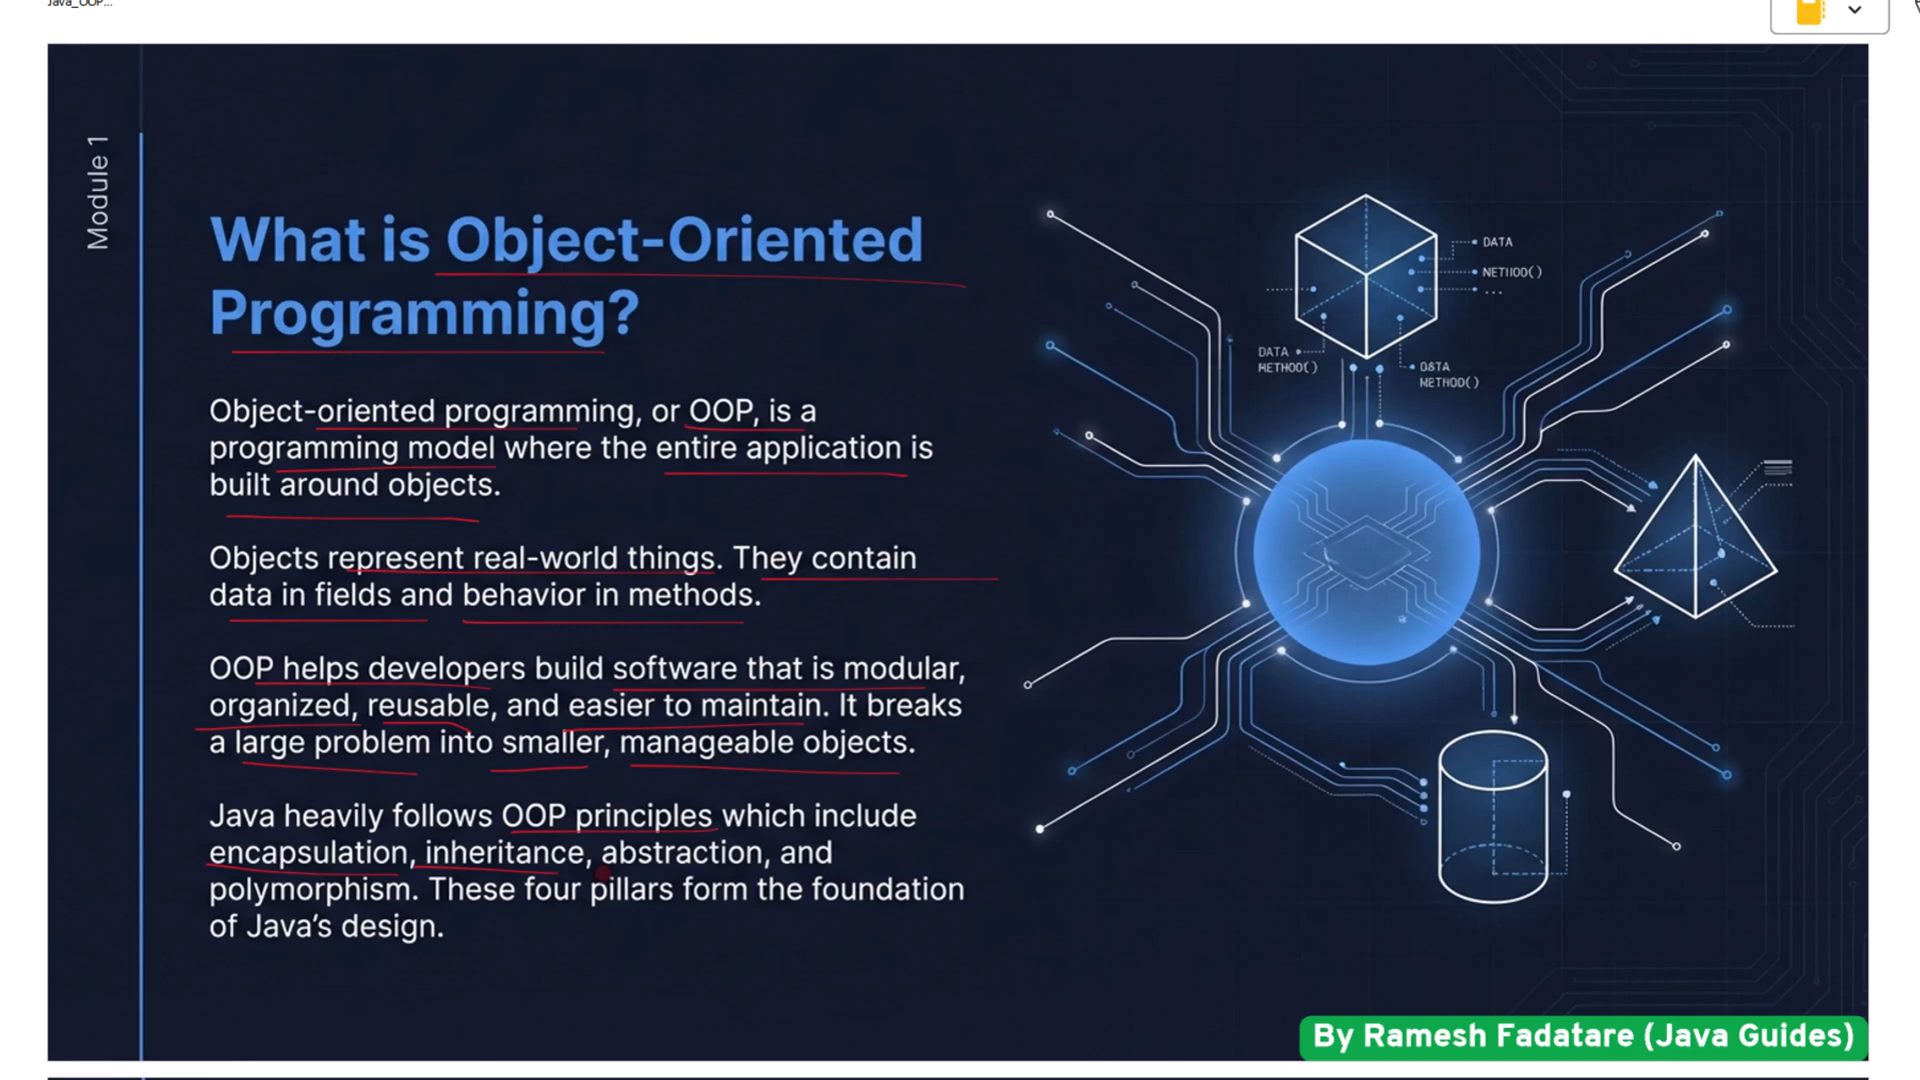 Java_OOP...
Module 1
What is Object-Oriented
Programming?
Object-oriented programming, or OOP, is a
programming model where the entire application is
built around objects.
Objects represent real-world things. They contain
data in fields and behavior in methods.
OOP helps developers build software that is modular,
organized, reusable, and easier to maintain. It breaks
a large problem into smaller, manageable objects.
Java heavily follows OOP principles which include
encapsulation, inheritance, abstraction, and
polymorphism. These four pillars form the foundation
of Java’s design.
DATA
NETIIOO()
...
DATA
METHOO()
D8TA
METHOD()
By Ramesh Fadatare (Java Guides)